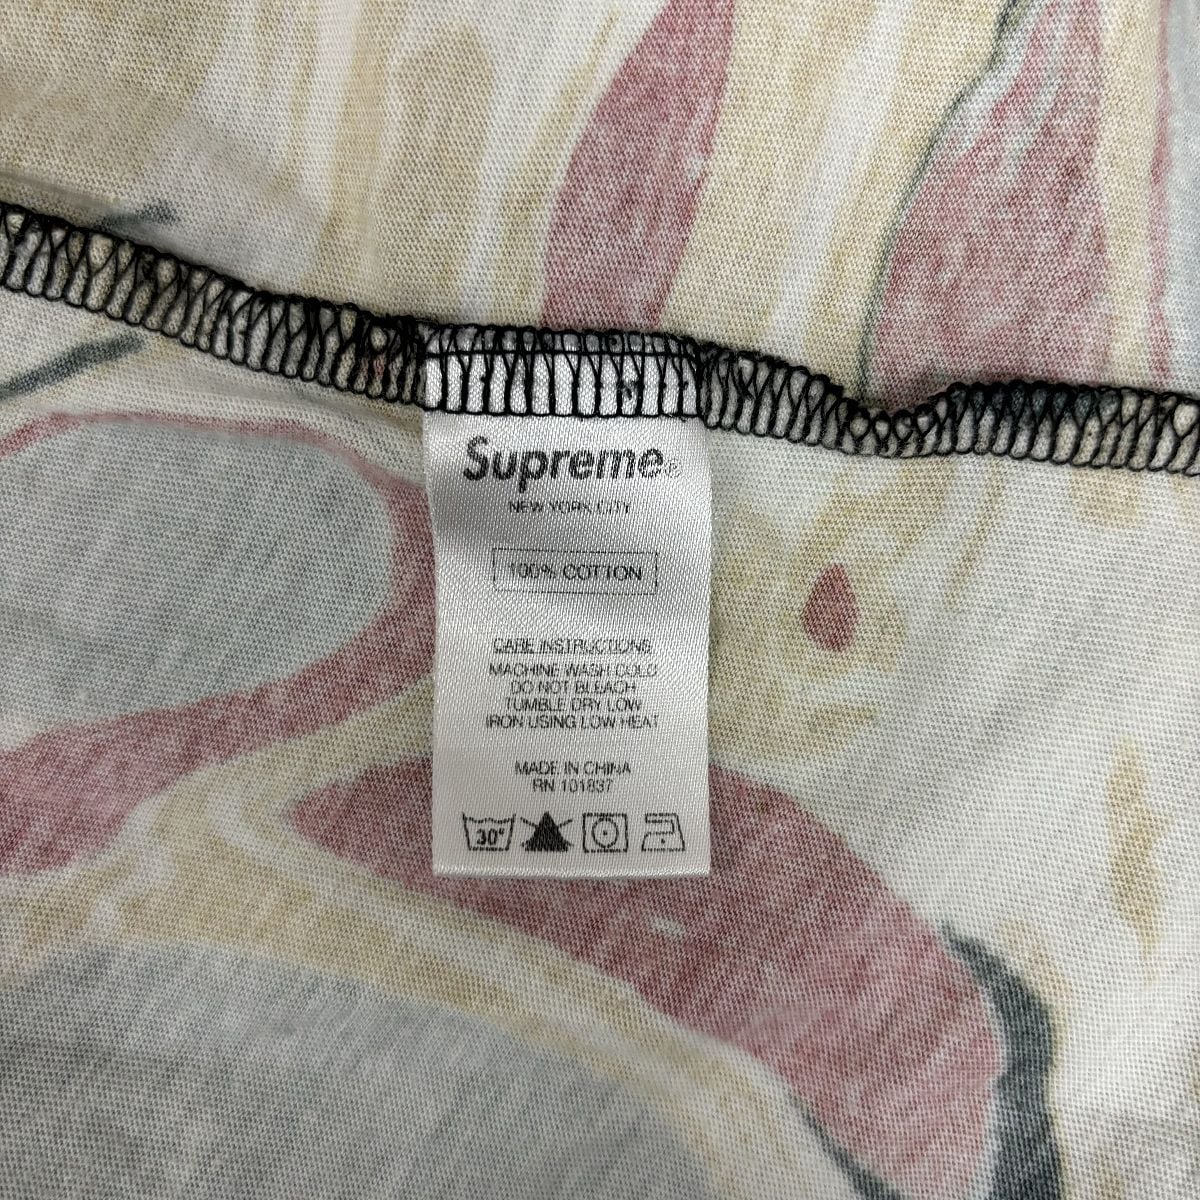 Supreme®
NEW YORK CITY
100% COTTON
CARE INSTRUCTIONS
MACHINE WASH COLD
DO NOT BLEACH
TUMBLE DRY LOW
IRON USING LOW HEAT
MADE IN CHINA
RN 101837
30°